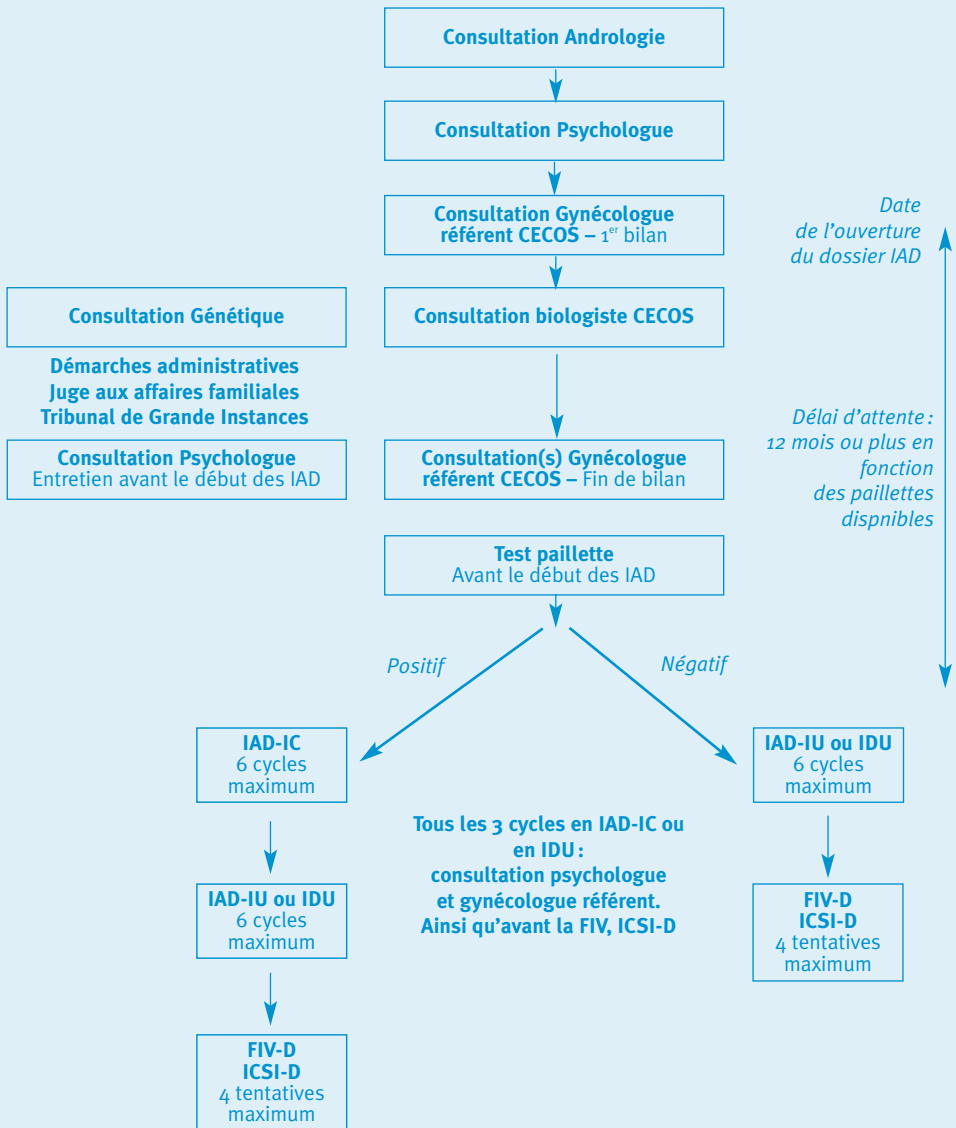 Consultation Andrologie
Consultation Psychologue
Consultation Gynécologue
référent CECOS – 1er bilan
Date
de l'ouverture
du dossier IAD
Consultation Génétique
Consultation biologiste CECOS
Démarches administratives
Juge aux affaires familiales
Tribunal de Grande Instances
Délai d'attente :
12 mois ou plus en
fonction
des paillettes
dispnibles
Consultation Psychologue
Entretien avant le début des IAD
Consultation(s) Gynécologue
référent CECOS – Fin de bilan
Test paillette
Avant le début des IAD
Positif
Négatif
IAD-IC
6 cycles
maximum
IAD-IU ou IDU
6 cycles
maximum
Tous les 3 cycles en IAD-IC ou
en IDU :
consultation psychologue
et gynécologue référent.
Ainsi qu'avant la FIV, ICSI-D
IAD-IU ou IDU
6 cycles
maximum
FIV-D
ICSI-D
4 tentatives
maximum
FIV-D
ICSI-D
4 tentatives
maximum